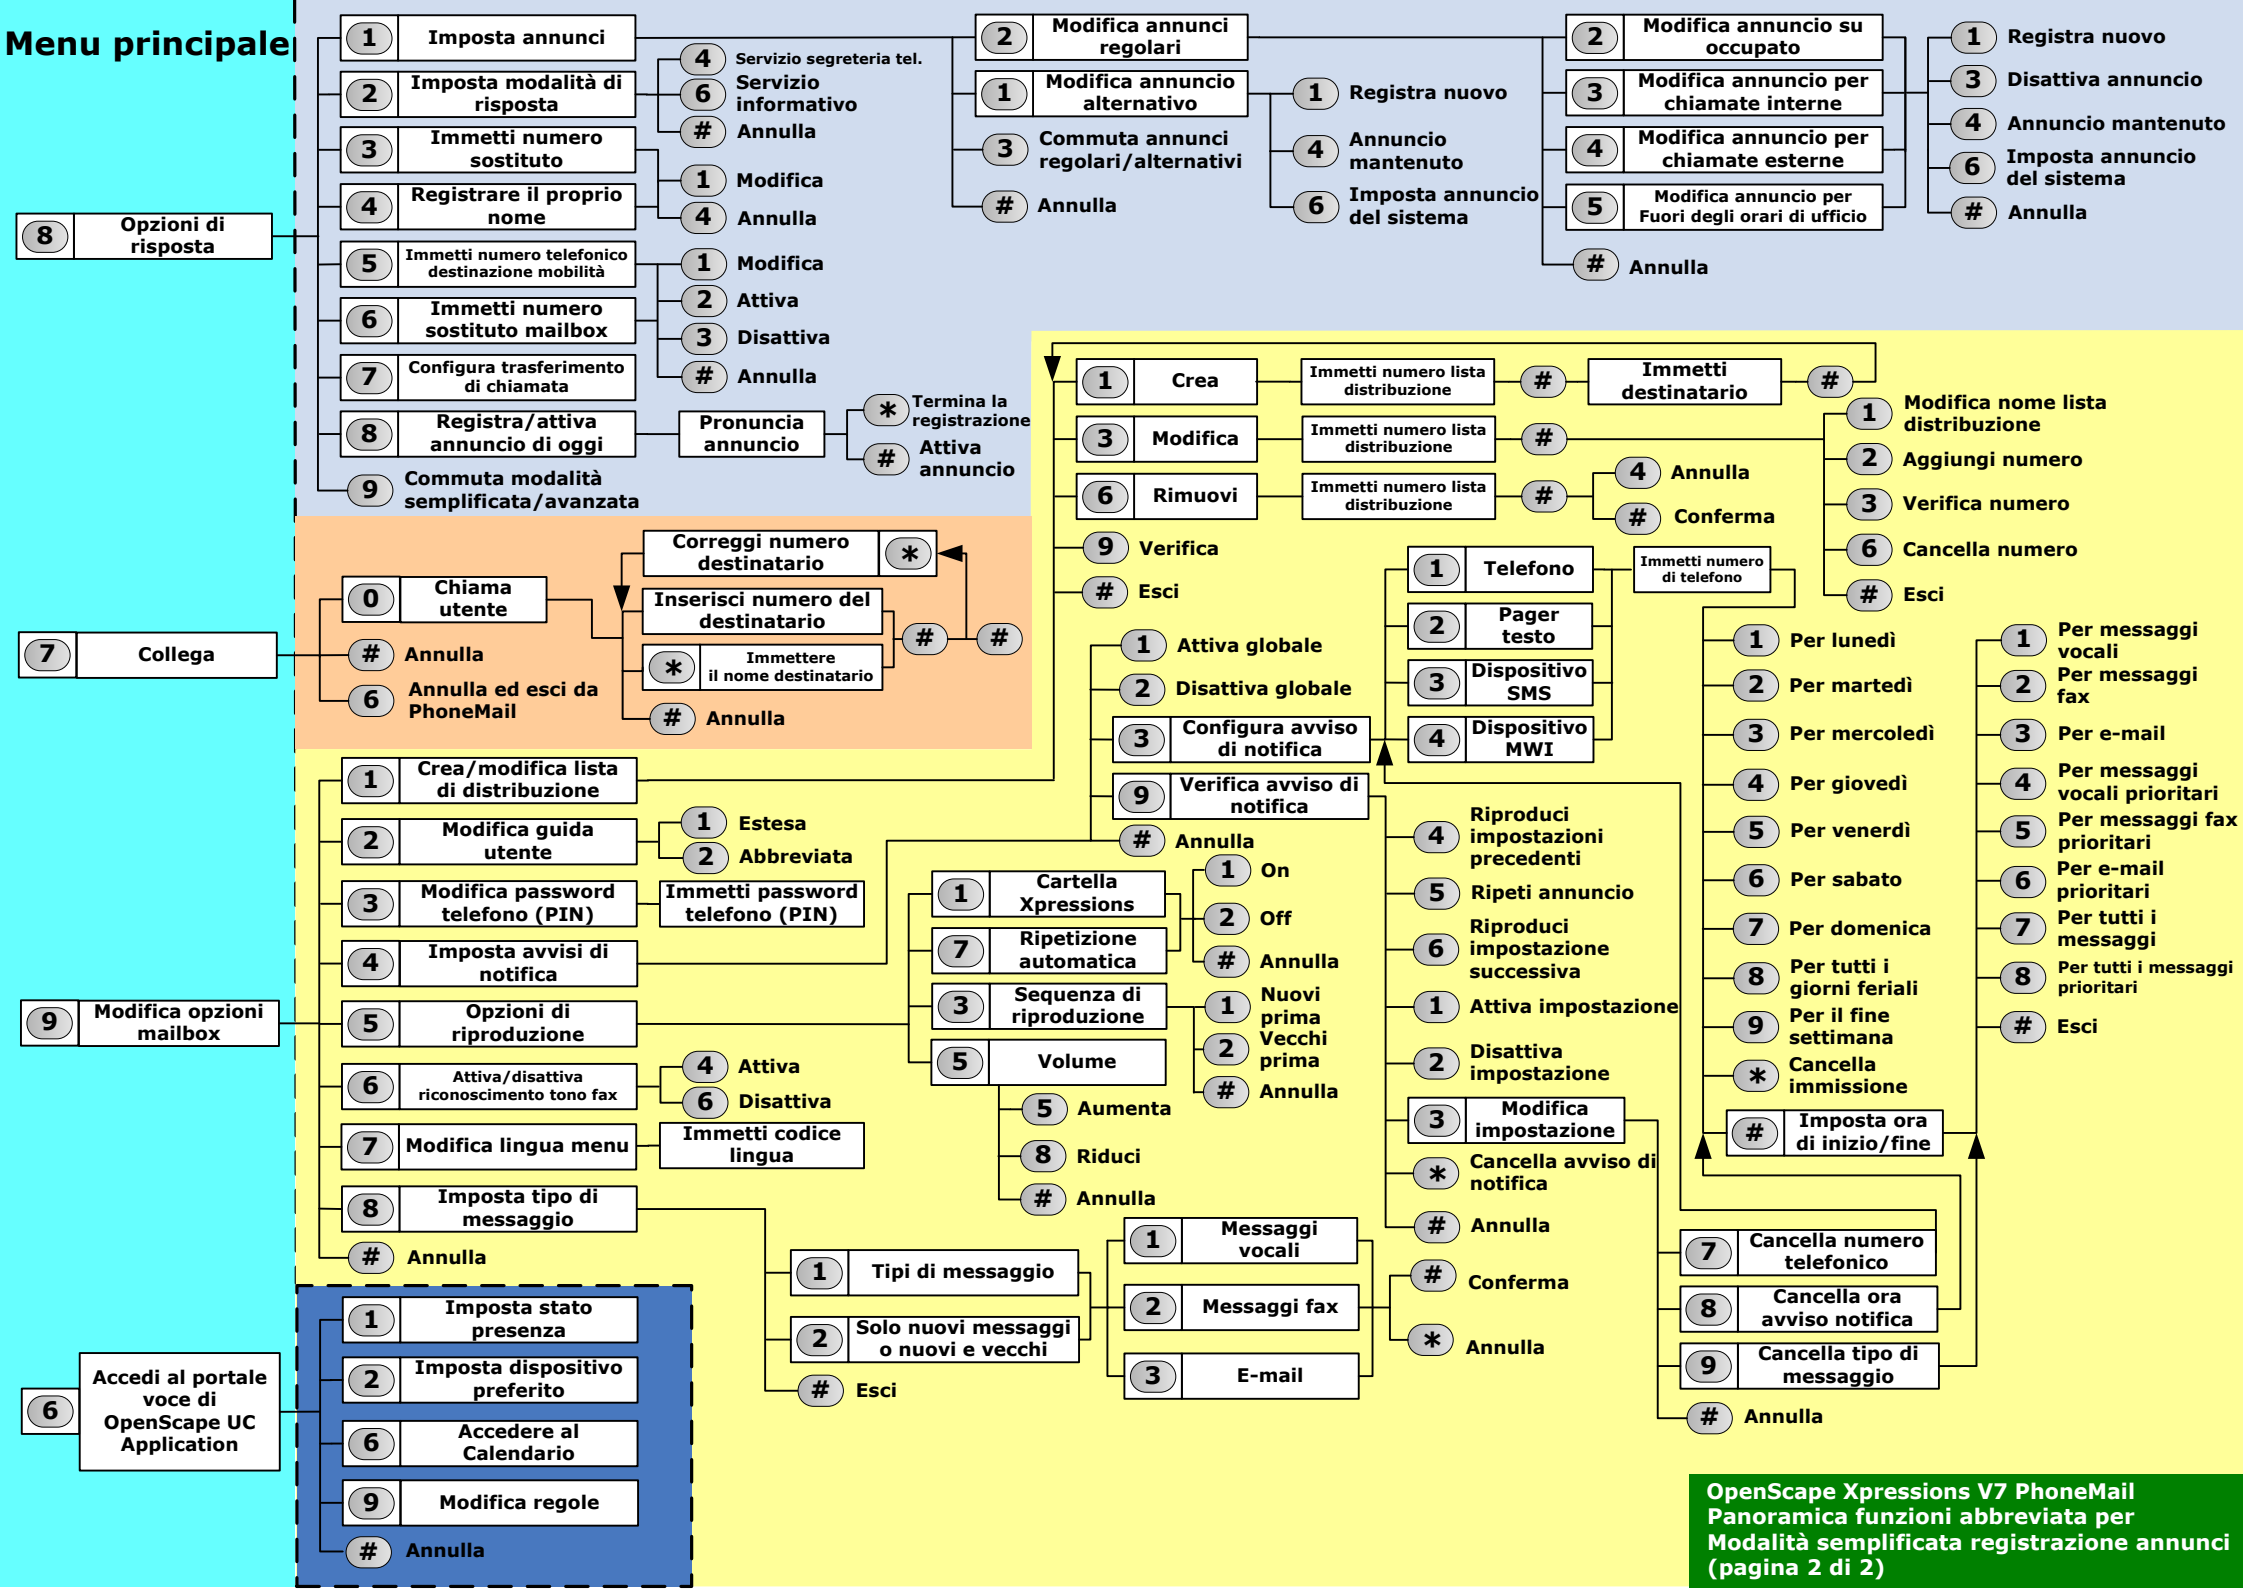 Menu principale
8 Opzioni di
risposta
1 Imposta annunci
2 Imposta modalità di
risposta
4 Servizio segreteria tel.
6 Servizio
informativo
# Annulla
3 Immetti numero
sostituto
4 Registrare il proprio
nome
1 Modifica
4 Annulla
5 Immetti numero telefonico
destinazione mobilità
6 Immetti numero
sostituto mailbox
1 Modifica
2 Attiva
3 Disattiva
# Annulla
7 Configura trasferimento
di chiamata
8 Registra/attiva
annuncio di oggi
Pronuncia
annuncio
* Termina la
registrazione
# Attiva
annuncio
9 Commuta modalità
semplificata/avanzata
2 Modifica annunci
regolari
1 Modifica annuncio
alternativo
3 Commuta annunci
regolari/alternativi
# Annulla
1 Registra nuovo
4 Annuncio
mantenuto
6 Imposta annuncio
del sistema
2 Modifica annuncio su
occupato
3 Modifica annuncio per
chiamate interne
4 Modifica annuncio per
chiamate esterne
5 Modifica annuncio per
Fuori degli orari di ufficio
# Annulla
1 Registra nuovo
3 Disattiva annuncio
4 Annuncio mantenuto
6 Imposta annuncio
del sistema
# Annulla
7 Collega
0 Chiama
utente
# Annulla
6 Annulla ed esci da
PhoneMail
Correggi numero
destinatario *
Inserisci numero del
destinatario
* Immettere
il nome destinatario
# #
# Annulla
9 Modifica opzioni
mailbox
1 Crea/modifica lista
di distribuzione
2 Modifica guida
utente
1 Estesa
2 Abbreviata
3 Modifica password
telefono (PIN)
Immetti password
telefono (PIN)
4 Imposta avvisi di
notifica
5 Opzioni di
riproduzione
6 Attiva/disattiva
riconoscimento tono fax
4 Attiva
6 Disattiva
7 Modifica lingua menu
Immetti codice
lingua
8 Imposta tipo di
messaggio
# Annulla
1 Crea
Immetti numero lista
distribuzione
#
Immetti
destinatario
#
3 Modifica
Immetti numero lista
distribuzione
#
6 Rimuovi
Immetti numero lista
distribuzione
#
4 Annulla
# Conferma
9 Verifica
# Esci
1 Modifica nome lista
distribuzione
2 Aggiungi numero
3 Verifica numero
6 Cancella numero
# Esci
1 Attiva globale
2 Disattiva globale
3 Configura avviso
di notifica
9 Verifica avviso di
notifica
# Annulla
1 Telefono
2 Pager
testo
3 Dispositivo
SMS
4 Dispositivo
MWI
Immetti numero
di telefono
1 Per lunedì
2 Per martedì
3 Per mercoledì
4 Per giovedì
5 Per venerdì
6 Per sabato
7 Per domenica
8 Per tutti i
giorni feriali
9 Per il fine
settimana
* Cancella
immissione
# Imposta ora
di inizio/fine
1 Per messaggi
vocali
2 Per messaggi
fax
3 Per e-mail
4 Per messaggi
vocali prioritari
5 Per messaggi fax
prioritari
6 Per e-mail
prioritari
7 Per tutti i
messaggi
8 Per tutti i messaggi
prioritari
# Esci
4 Riproduci
impostazioni
precedenti
5 Ripeti annuncio
6 Riproduci
impostazione
successiva
1 Attiva impostazione
2 Disattiva
impostazione
3 Modifica
impostazione
* Cancella avviso di
notifica
# Annulla
7 Cancella numero
telefonico
8 Cancella ora
avviso notifica
9 Cancella tipo di
messaggio
# Annulla
1 Cartella
Xpressions
7 Ripetizione
automatica
1 On
2 Off
# Annulla
3 Sequenza di
riproduzione
1 Nuovi
prima
2 Vecchi
prima
# Annulla
5 Volume
5 Aumenta
8 Riduci
# Annulla
1 Tipi di messaggio
2 Solo nuovi messaggi
o nuovi e vecchi
# Esci
1 Messaggi
vocali
2 Messaggi fax
3 E-mail
# Conferma
* Annulla
6 Accedi al portale
voce di
OpenScape UC
Application
1 Imposta stato
presenza
2 Imposta dispositivo
preferito
6 Accedere al
Calendario
9 Modifica regole
# Annulla
OpenScape Xpressions V7 PhoneMail
Panoramica funzioni abbreviata per
Modalità semplificata registrazione annunci
(pagina 2 di 2)